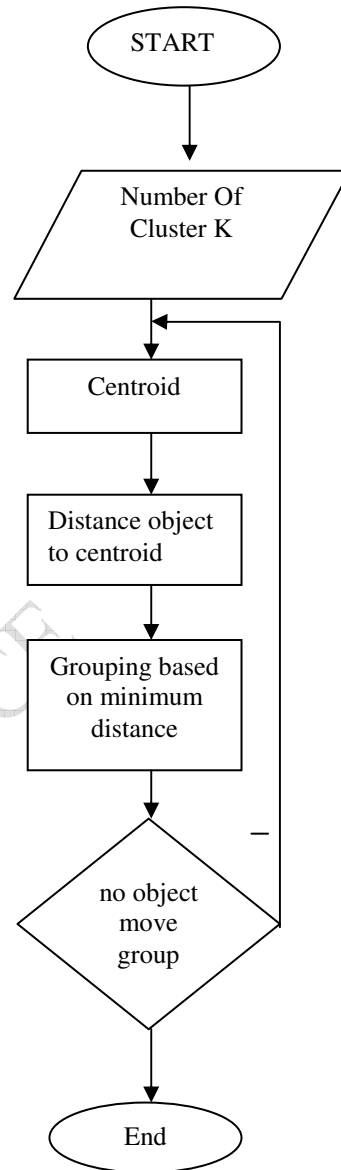 START
Number Of
Cluster K
Centroid
Distance object
to centroid
Grouping based
on minimum
distance
–
no object
move
group
End